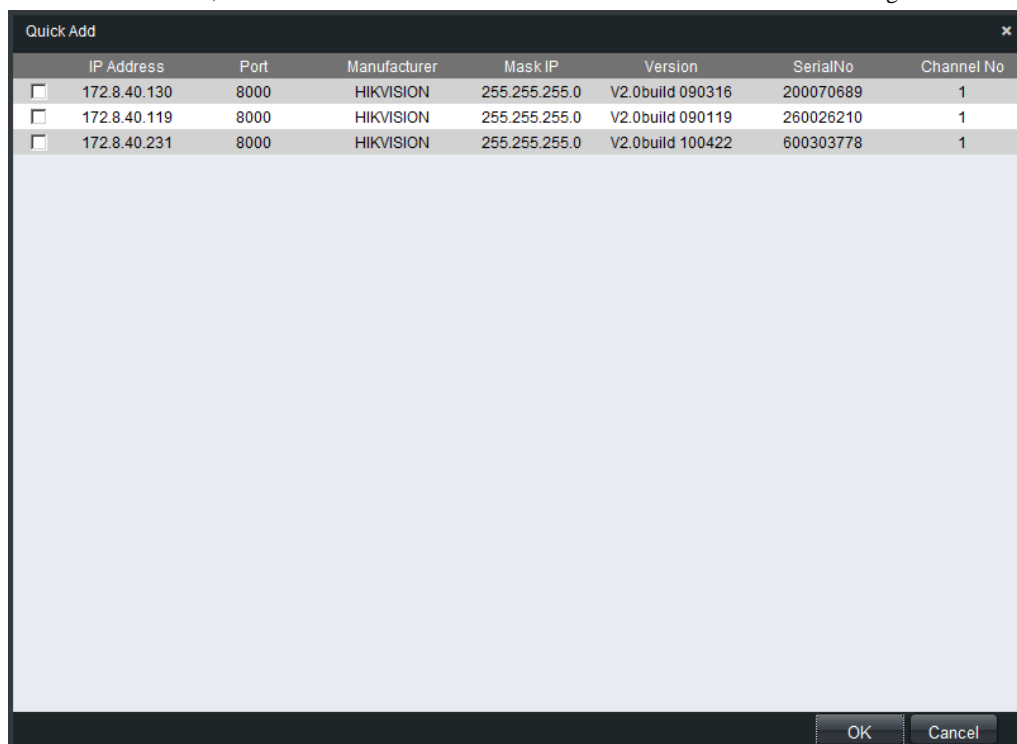 Quick Add
IP Address Port Manufacturer Mask IP Version SerialNo Channel No
172.8.40.130 8000 HIKVISION 255.255.255.0 V2.0build 090316 200070689 1
172.8.40.119 8000 HIKVISION 255.255.255.0 V2.0build 090119 260026210 1
172.8.40.231 8000 HIKVISION 255.255.255.0 V2.0build 100422 600303778 1
OK Cancel